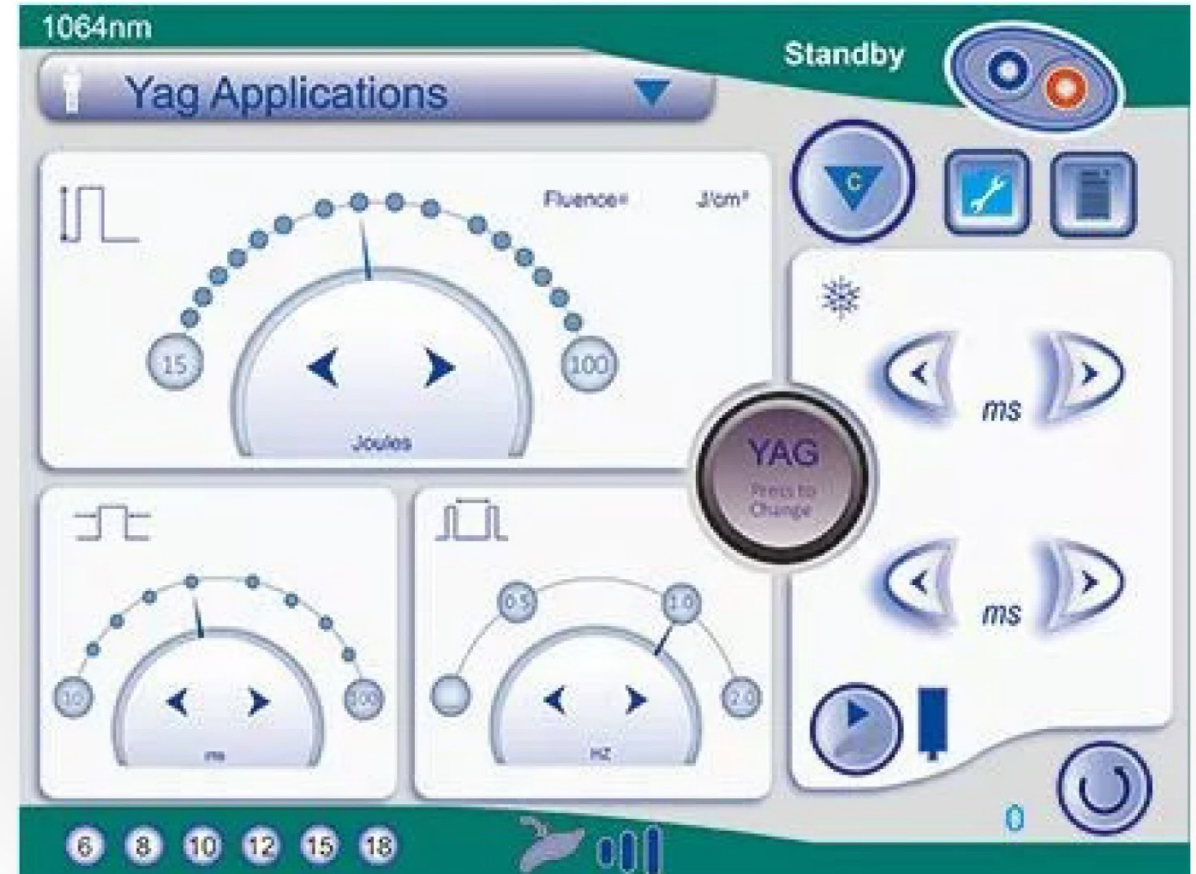 1064nm
Standby
Yag Applications
C
Fluence= J/cm²
15
100
Joules
ms
YAG
Press to
Change
10
100
ms
0.5
1.0
2.0
HZ
ms
0
6 8 10 12 15 18